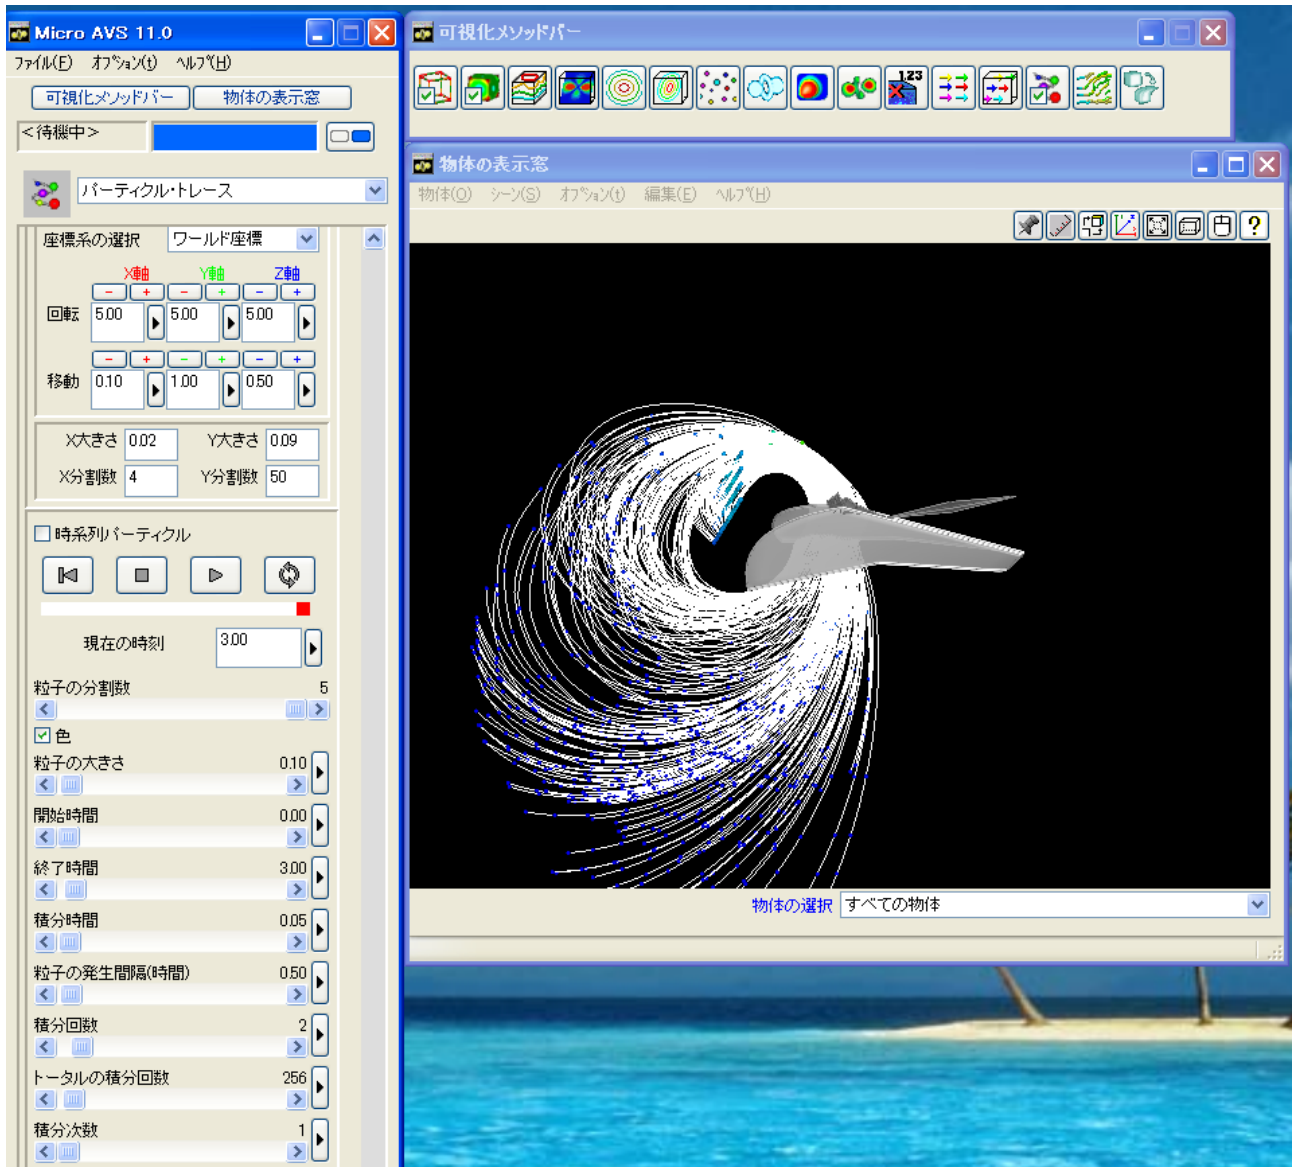 Micro AVS 11.0
ファイル(F) オプション(t) ヘルプ(H)
可視化メソッドバー 物体の表示窓
<待機中>
パーティクル・トレース
座標系の選択 ワールド座標
X軸 Y軸 Z軸
- + - + - +
回転 5.00 5.00 5.00
- + - + - +
移動 0.10 1.00 0.50
X大きさ 0.02 Y大きさ 0.09
X分割数 4 Y分割数 50
時系列パーティクル
現在の時刻 3.00
粒子の分割数 5
色
粒子の大きさ 0.10
開始時間 0.00
終了時間 3.00
積分時間 0.05
粒子の発生間隔(時間) 0.50
積分回数 2
トータルの積分回数 256
積分次数 1
可視化メソッドバー
1.23
物体の表示窓
物体(O) シーン(S) オプション(t) 編集(E) ヘルプ(H)
?
物体の選択 すべての物体